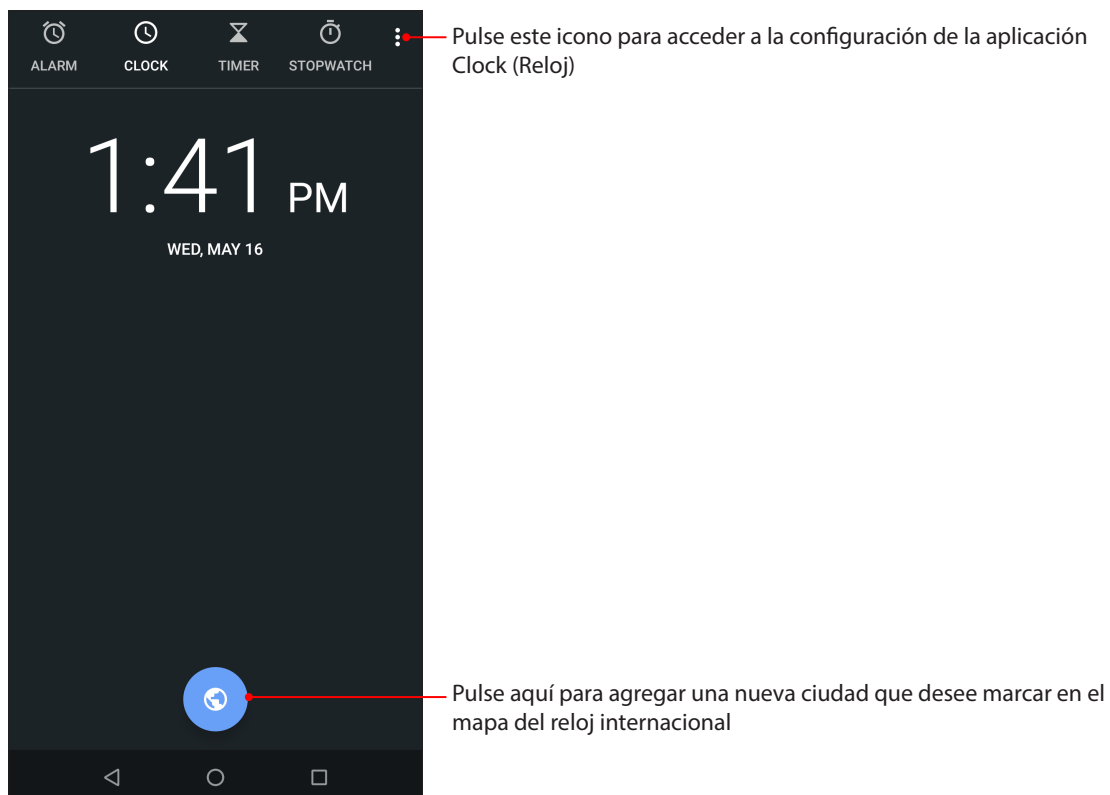 ALARM
CLOCK
TIMER
STOPWATCH
Pulse este icono para acceder a la configuración de la aplicación
Clock (Reloj)
1:41 PM
WED, MAY 16
Pulse aquí para agregar una nueva ciudad que desee marcar en el
mapa del reloj internacional